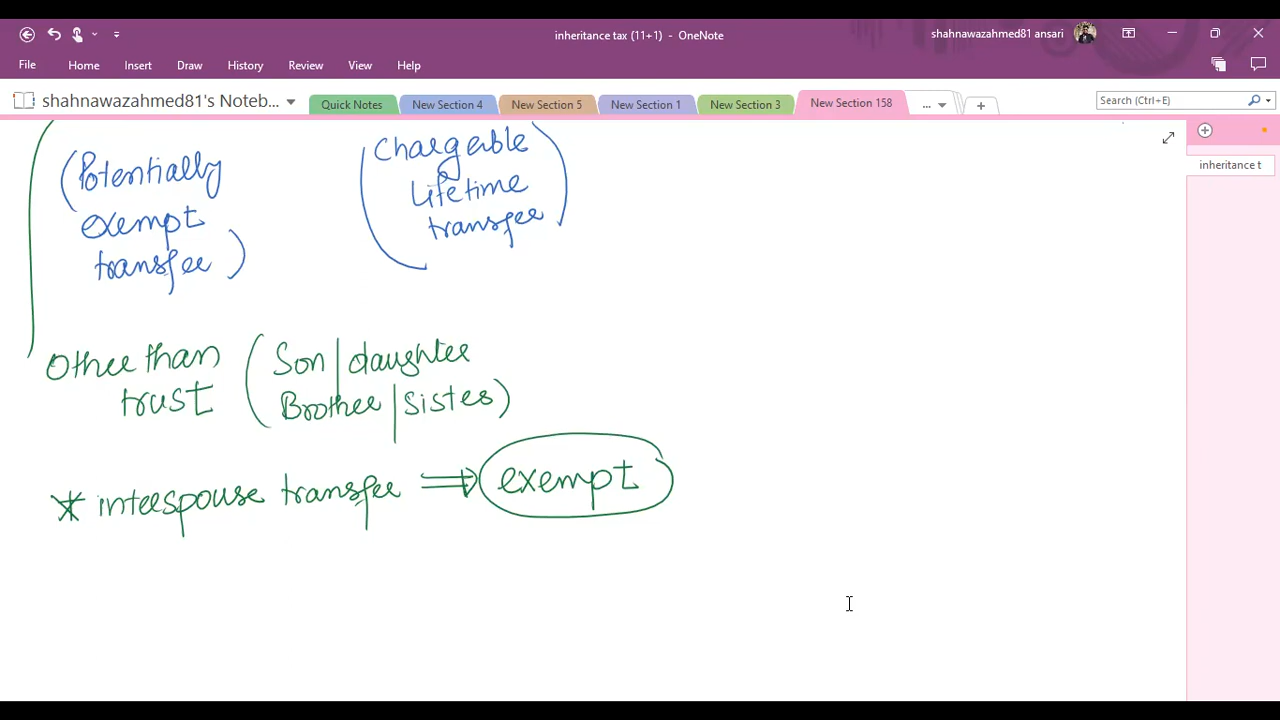 inheritance tax (11+1) - OneNote
shahnawazahmed81 ansari
File Home Insert Draw History Review View Help
shahnawazahmed81's Noteb...
Quick Notes New Section 4 New Section 5 New Section 1 New Section 3 New Section 158 ...
Search (Ctrl+E)
inheritance t
(Potentially
exempt
transfer)
(Chargeable
Lifetime
transfer)
Other than (Son|daughter
trust Brother|Sister)
* interspouse transfer ⇒ exempt